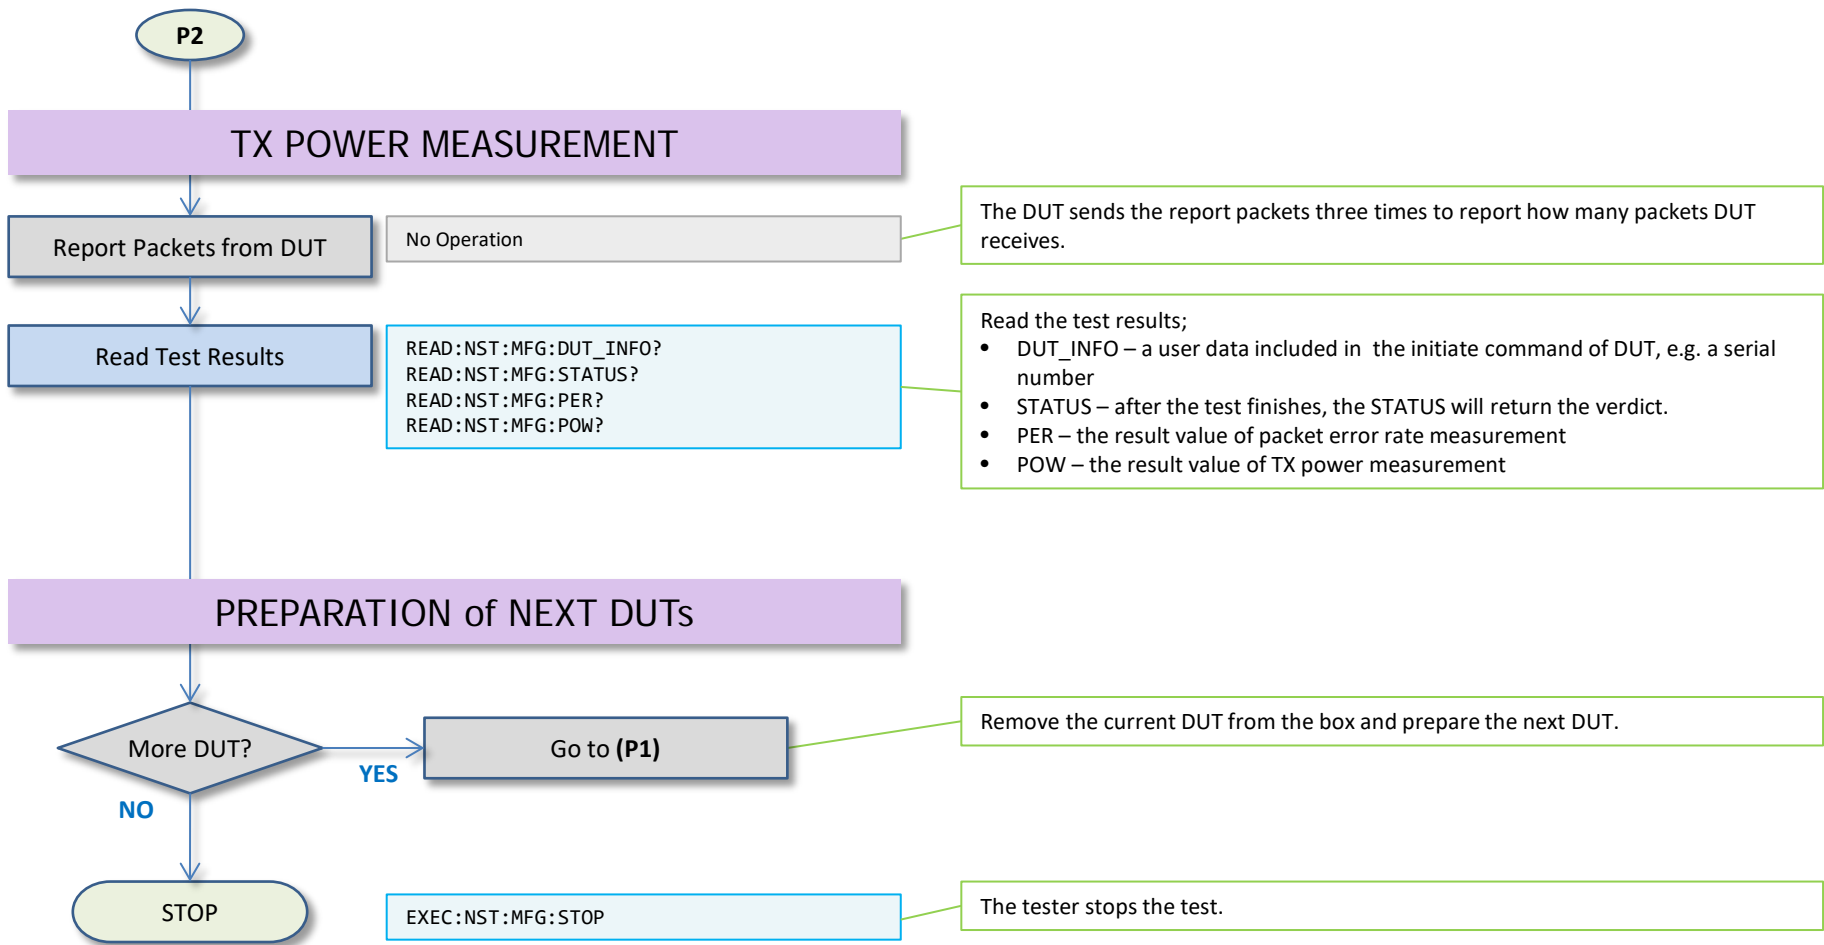 P2
TX POWER MEASUREMENT
Report Packets from DUT
No Operation
The DUT sends the report packets three times to report how many packets DUT
receives.
Read Test Results
READ:NST:MFG:DUT_INFO?
READ:NST:MFG:STATUS?
READ:NST:MFG:PER?
READ:NST:MFG:POW?
Read the test results;
• DUT_INFO – a user data included in the initiate command of DUT, e.g. a serial
number
• STATUS – after the test finishes, the STATUS will return the verdict.
• PER – the result value of packet error rate measurement
• POW – the result value of TX power measurement
PREPARATION of NEXT DUTs
More DUT?
YES
Go to (P1)
Remove the current DUT from the box and prepare the next DUT.
NO
STOP
EXEC:NST:MFG:STOP
The tester stops the test.